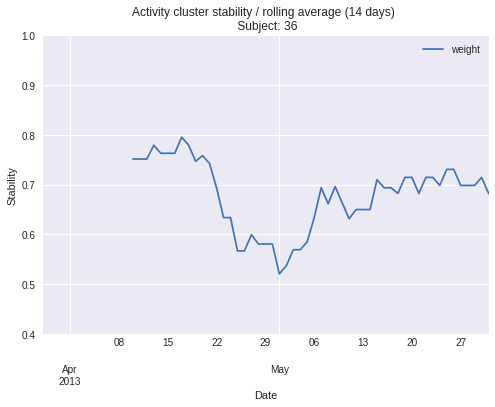 Activity cluster stability / rolling average (14 days)
Subject: 36
weight
1.0
0.9
0.8
0.7
0.6
0.5
0.4
Stability
08
15
22
29
06
13
20
27
Apr
2013
May
Date